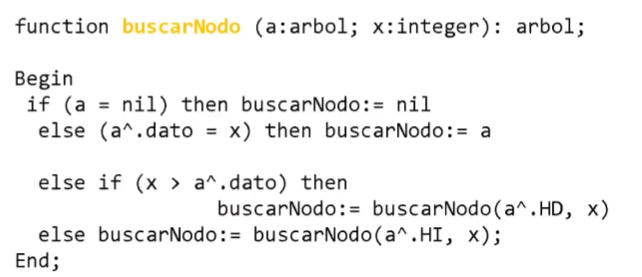 function buscarNodo (a:arbol; x:integer): arbol;
Begin
if (a = nil) then buscarNodo:= nil
else (a^.dato = x) then buscarNodo:= a
else if (x > a^.dato) then
buscarNodo:= buscarNodo(a^.HD, x)
else buscarNodo:= buscarNodo(a^.HI, x);
End;